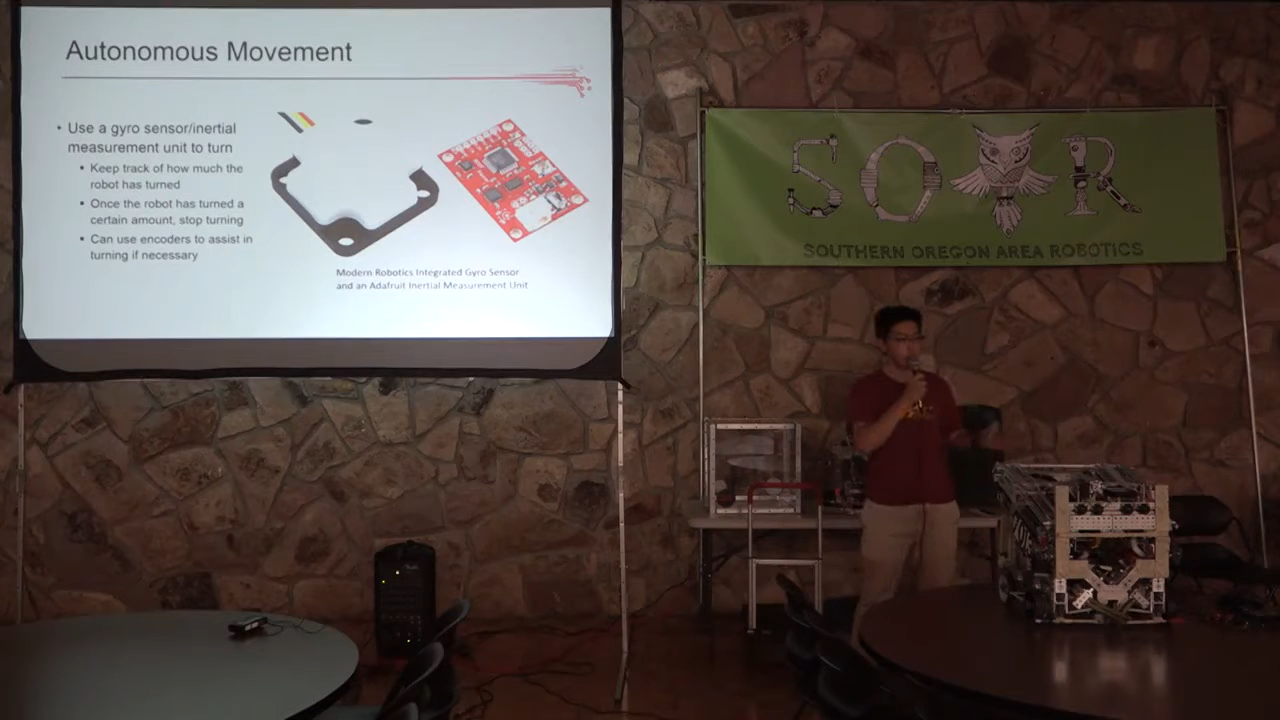 Autonomous Movement
• Use a gyro sensor/inertial
measurement unit to turn
▪ Keep track of how much the
robot has turned
▪ Once the robot has turned a
certain amount, stop turning
▪ Can use encoders to assist in
turning if necessary
Modern Robotics Integrated Gyro Sensor
and an Adafruit Inertial Measurement Unit
SOAR
SOUTHERN OREGON AREA ROBOTICS